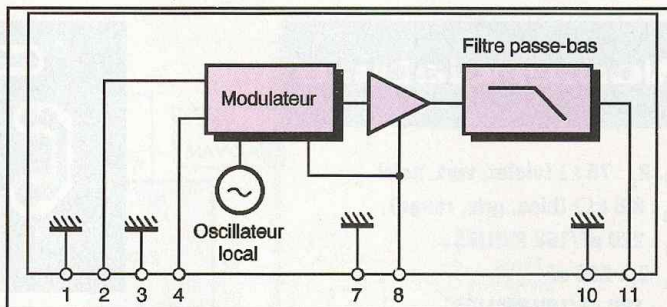 Filtre passe-bas
Modulateur
Oscillateur
local
1 2 3 4 7 8 10 11